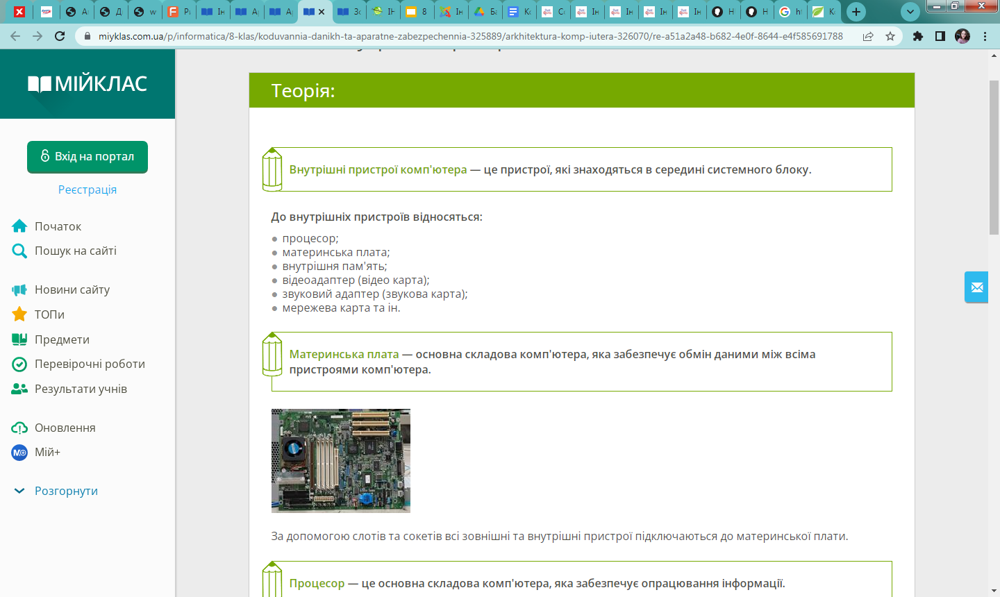 miyklas.com.ua/p/informatica/8-klas/koduvannia-danikh-ta-aparatne-zabezpechennia-325889/arkhitektura-komp-iutera-326070/re-a51a2a48-b682-4e0f-8644-e4f585691788
МІЙКЛАС
Вхід на портал
Реєстрація
Початок
Пошук на сайті
Новини сайту
ТОПи
Предмети
Перевірочні роботи
Результати учнів
Оновлення
Мій+
Розгорнути
Теорія:
Внутрішні пристрої комп'ютера — це пристрої, які знаходяться в середині системного блоку.
До внутрішніх пристроїв відносяться:
процесор;
материнська плата;
внутрішня пам'ять;
відеоадаптер (відео карта);
звуковий адаптер (звукова карта);
мережева карта та ін.
Материнська плата — основна складова комп'ютера, яка забезпечує обмін даними між всіма
пристроями комп'ютера.
За допомогою слотів та сокетів всі зовнішні та внутрішні пристрої підключаються до материнської плати.
Процесор — це основна складова комп'ютера, яка забезпечує опрацювання інформації.